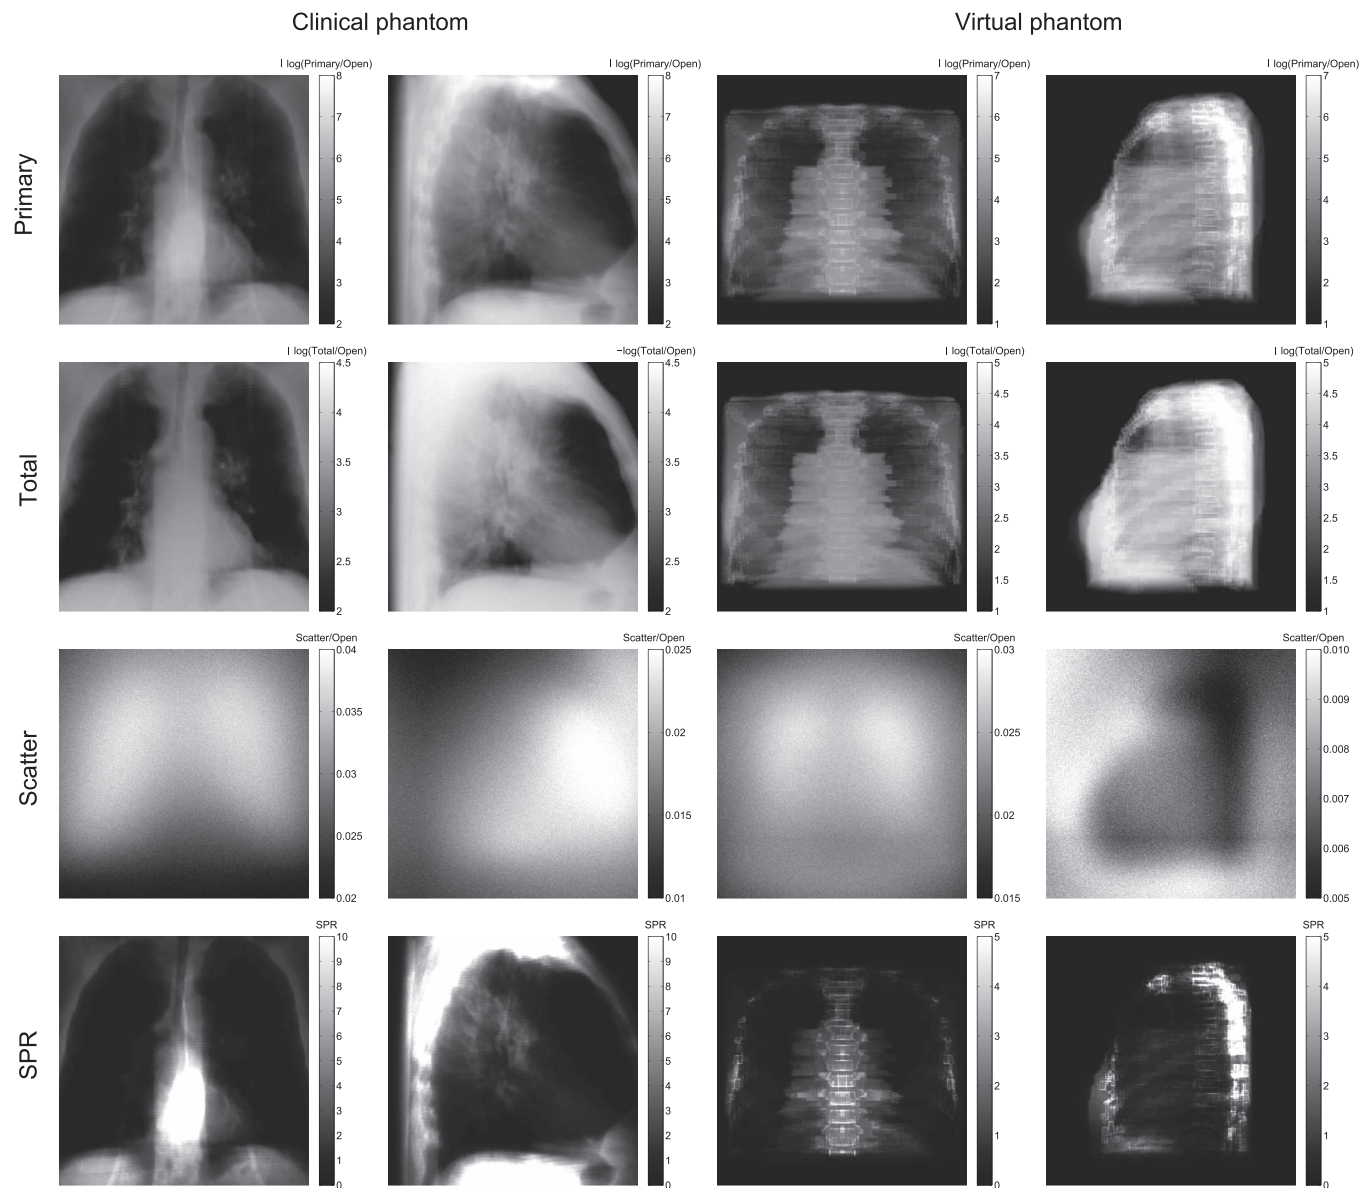 Clinical phantom Virtual phantom
l log(Primary/Open) l log(Primary/Open) l log(Primary/Open) l log(Primary/Open)
Primary
8 8 7 7
7 7 6 6
6 6 5 5
5 5 4 4
4 4 3 3
3 3 2 2
2 2 1 1
l log(Total/Open) −log(Total/Open) l log(Total/Open) l log(Total/Open)
Total
4.5 4.5 5 5
4 4 4.5 4.5
3.5 3.5 4 4
3 3 3.5 3.5
2.5 2.5 3 3
2 2 2.5 2.5
2 2
1.5 1.5
1 1
Scatter/Open Scatter/Open Scatter/Open Scatter/Open
Scatter
0.04 0.025 0.03 0.010
0.035 0.02 0.025 0.009
0.03 0.015 0.02 0.008
0.025 0.01 0.015 0.007
0.02 0.006
0.005
SPR SPR SPR SPR
SPR
10 10 5 5
9 9 4 4
8 8 3 3
7 7 2 2
6 6 1 1
5 5 0 0
4 4
3 3
2 2
1 1
0 0